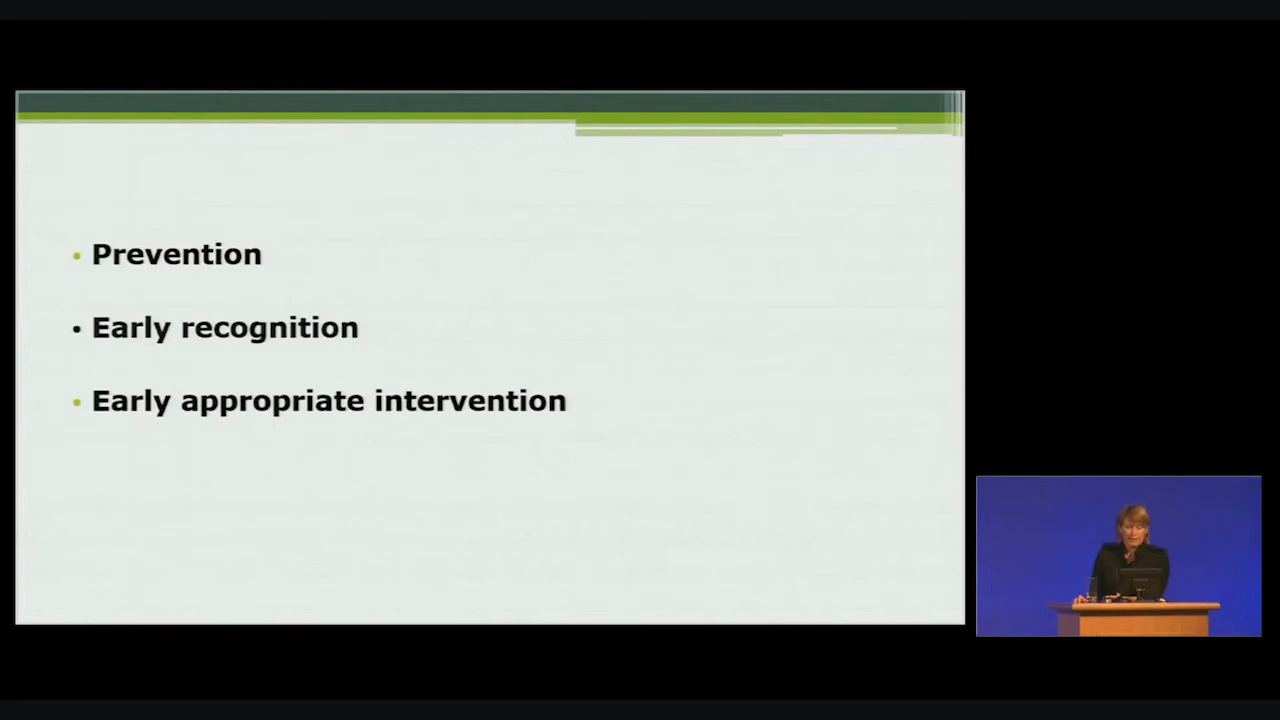 • Prevention
• Early recognition
• Early appropriate intervention